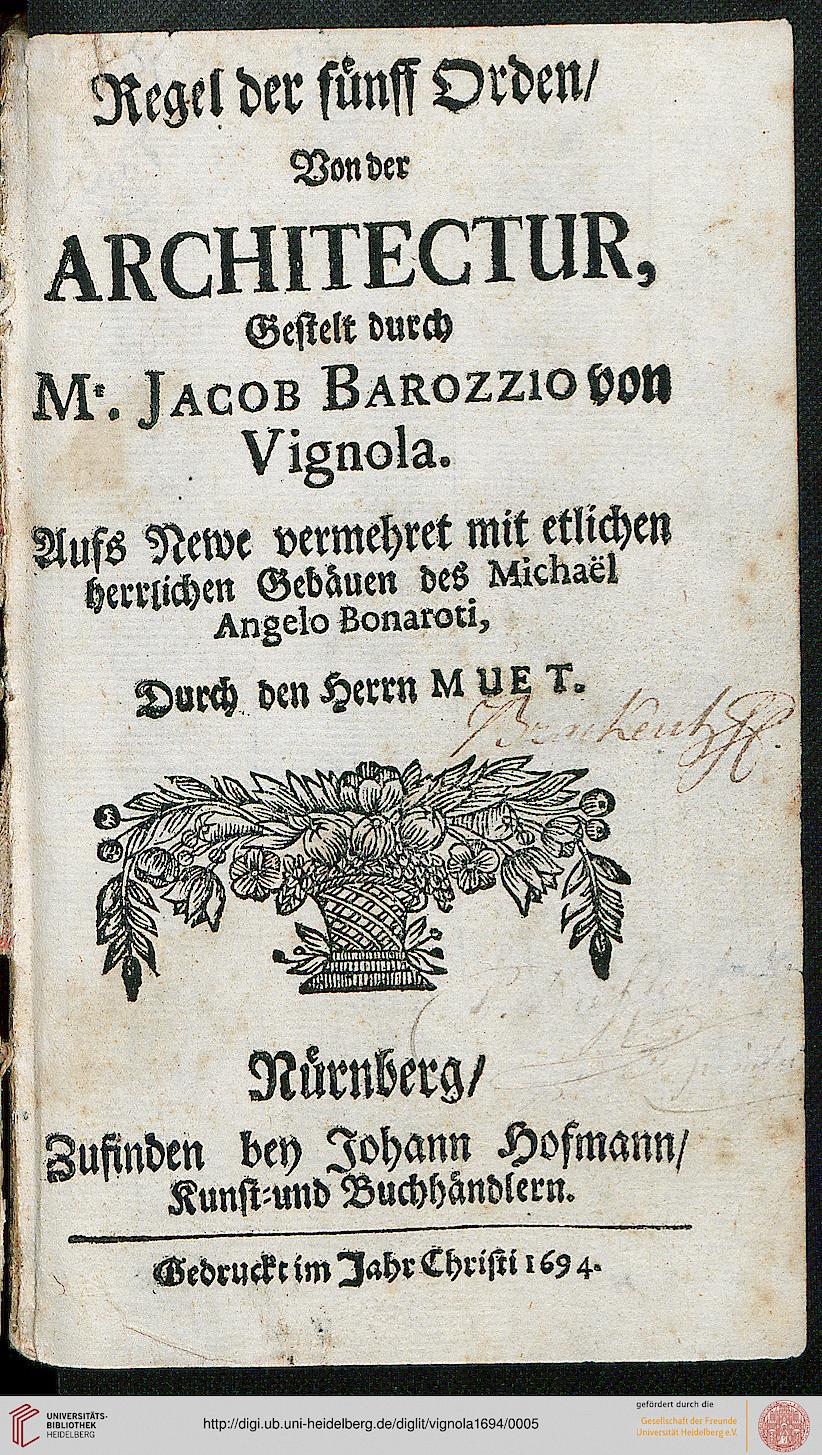 Regel der fünff Orden/
Von der
ARCHITECTUR,
Gestelt durch
Mr. JACOB BAROZZIO von
Vignola.
Aufs Newe vermehret mit etlichen
herrlichen Gebäuen des Michaël
Angelo Bonaroti,
Durch den Herrn MUET.
Nürnberg/
Zufinden bey Johann Hofmann/
Kunst-und Buchhändlern.
Gedruckt im Jahr Christi 1694.
UNIVERSITÄTS-
BIBLIOTHEK
HEIDELBERG
http://digi.ub.uni-heidelberg.de/diglit/vignola1694/0005
gefördert durch die
Gesellschaft der Freunde
Universität Heidelberg e.V.